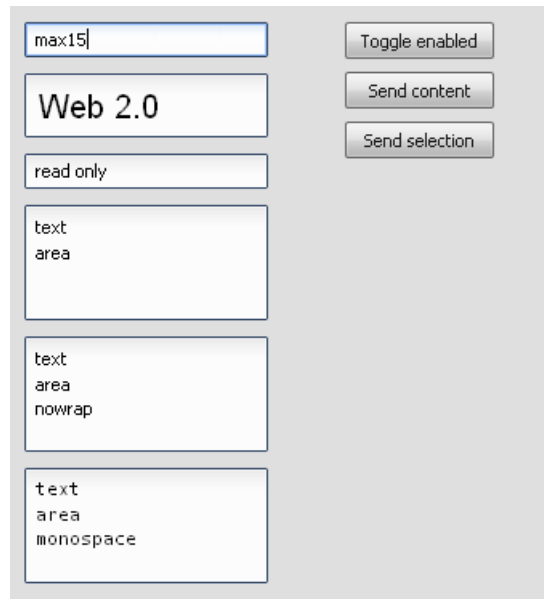 max15
Web 2.0
read only
text
area
text
area
nowrap
text
area
monospace
Toggle enabled
Send content
Send selection